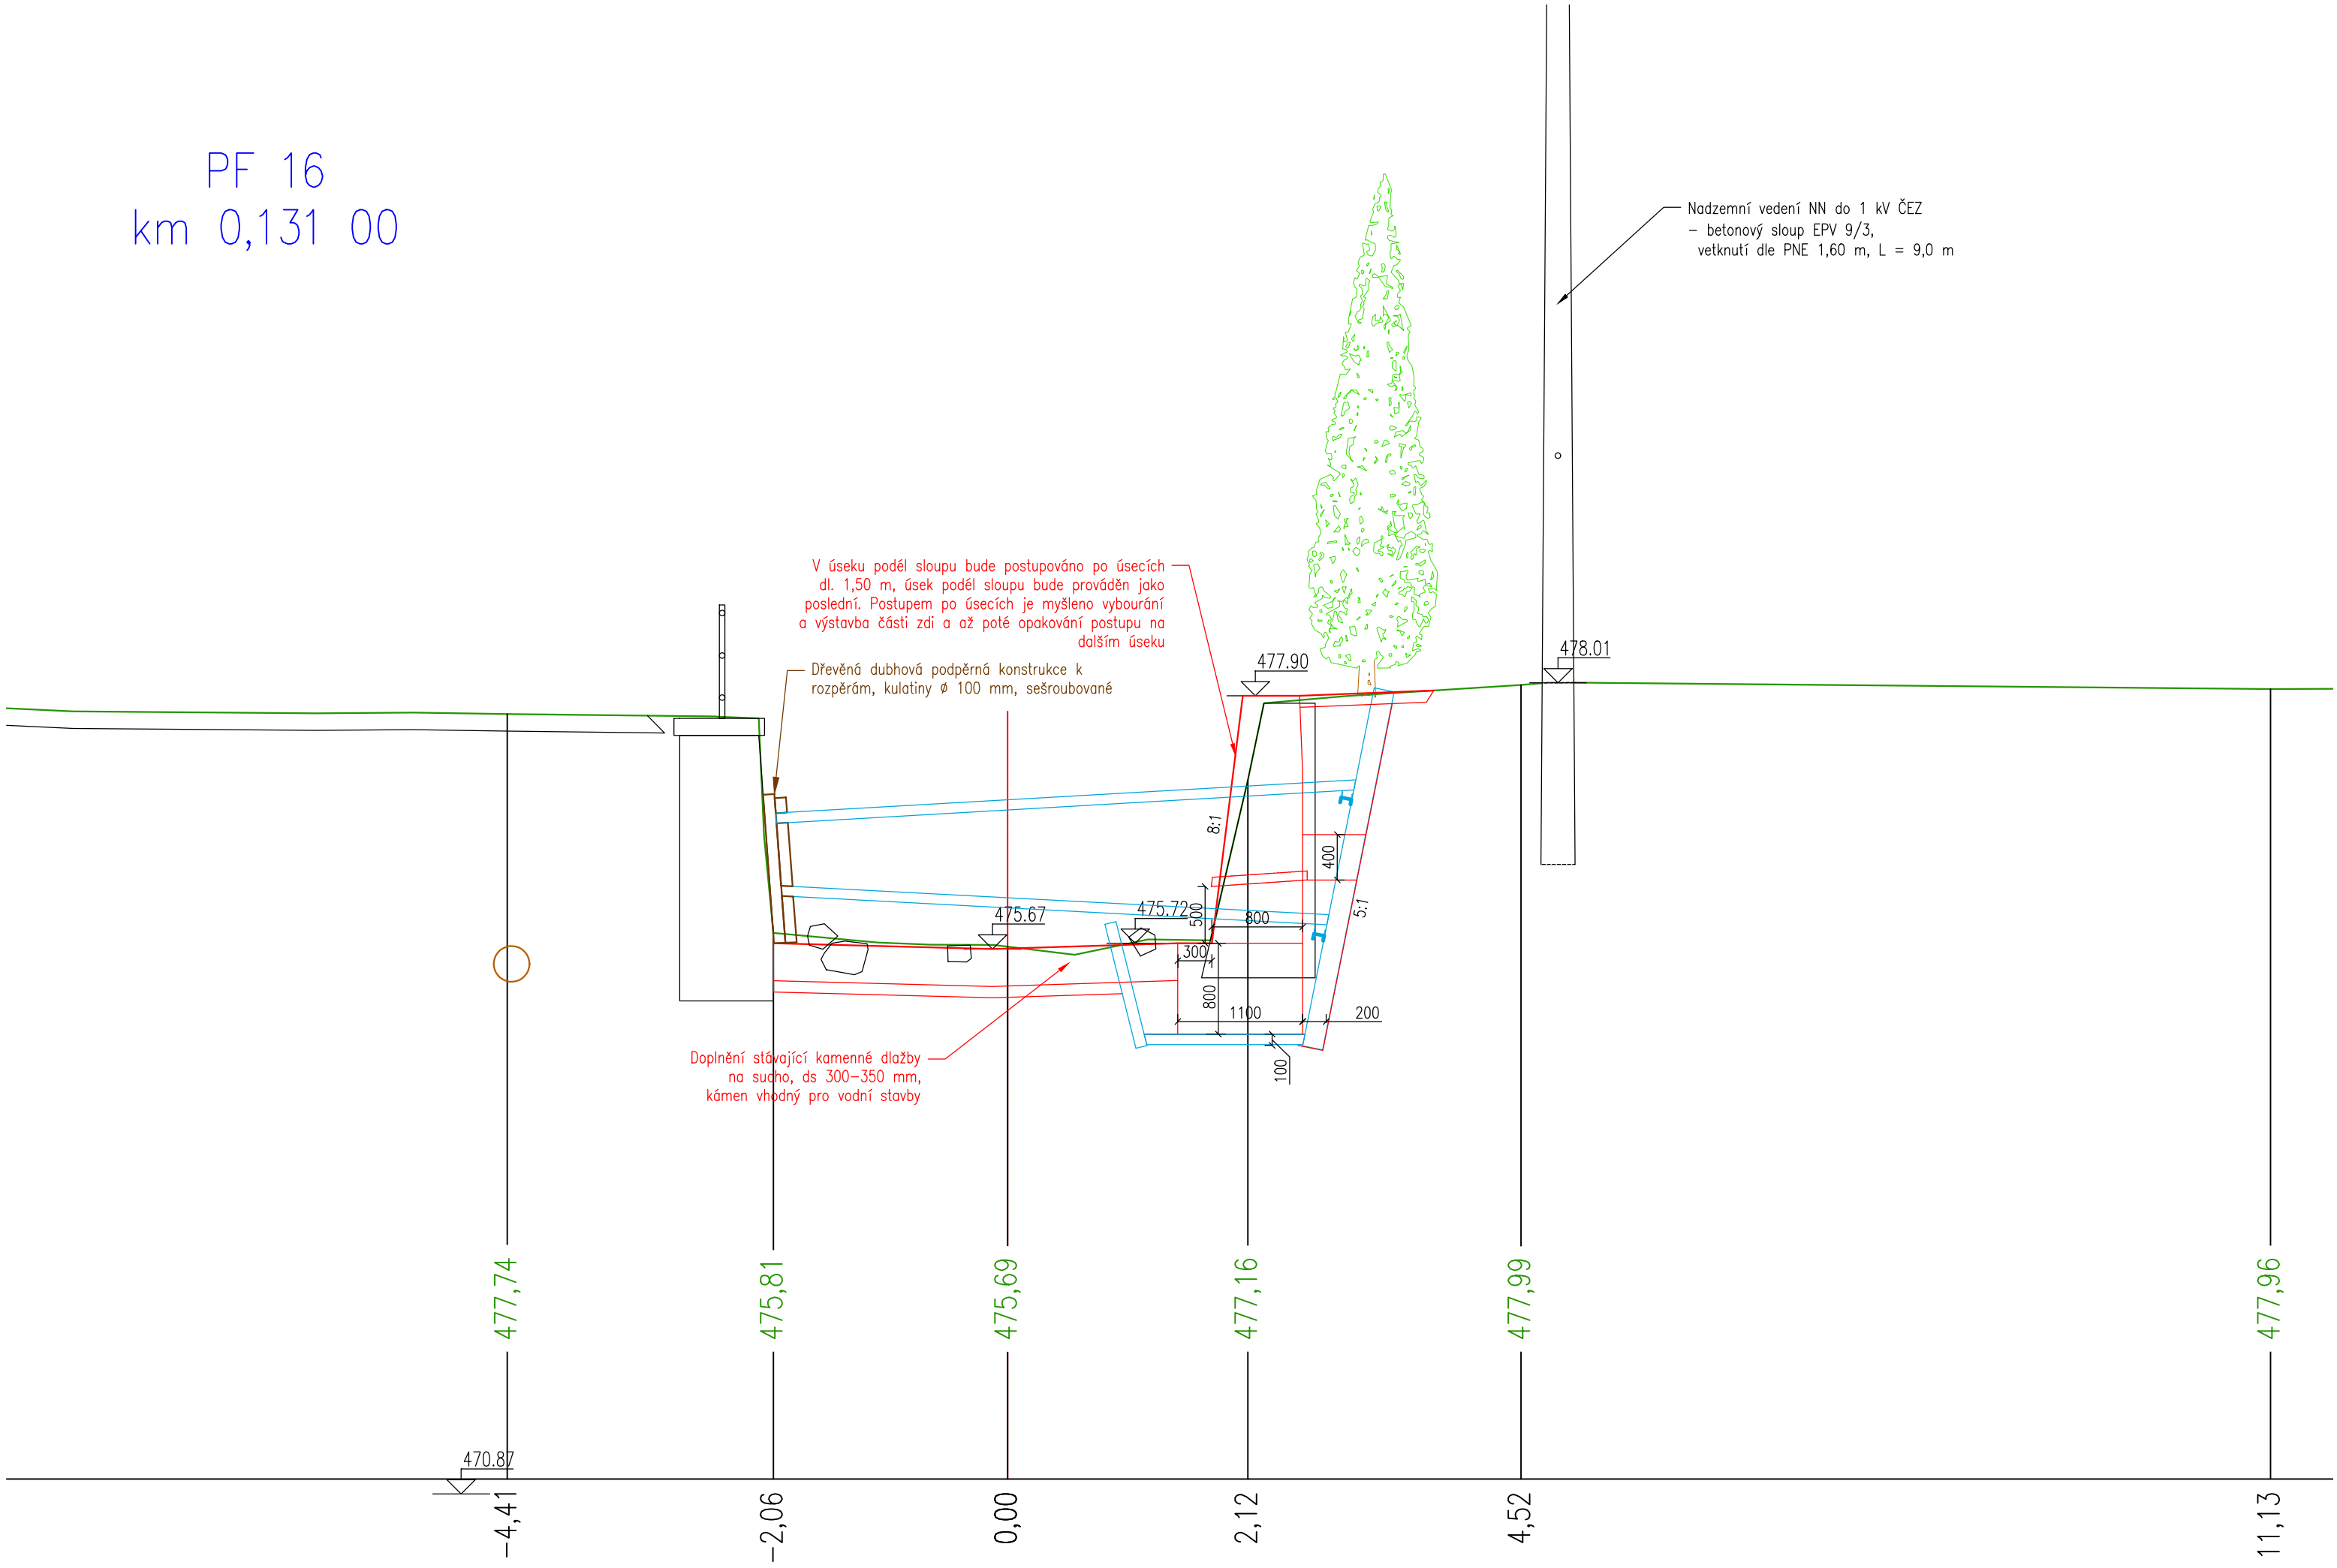 PF 16
km 0,131 00
Nadzemní vedení NN do 1 kV ČEZ
- betonový sloup EPV 9/3,
vetknutí dle PNE 1,60 m, L = 9,0 m
V úseku podél sloupu bude postupováno po úsecích
dl. 1,50 m, úsek podél sloupu bude prováděn jako
poslední. Postupem po úsecích je myšleno vybourání
a výstavba části zdi a až poté opakování postupu na
dalším úseku
Dřevěná dubhová podpěrná konstrukce k
rozpěrám, kulatiny ø 100 mm, sešroubované
477.90
478.01
8:1
400
5:1
500
475.67
475.72
800
300
800
1100
200
100
Doplnění stávající kamenné dlažby
na sucho, ds 300-350 mm,
kámen vhodný pro vodní stavby
477,74
475,81
475,69
477,16
477,99
477,96
470.87
-4,41
-2,06
0,00
2,12
4,52
11,13